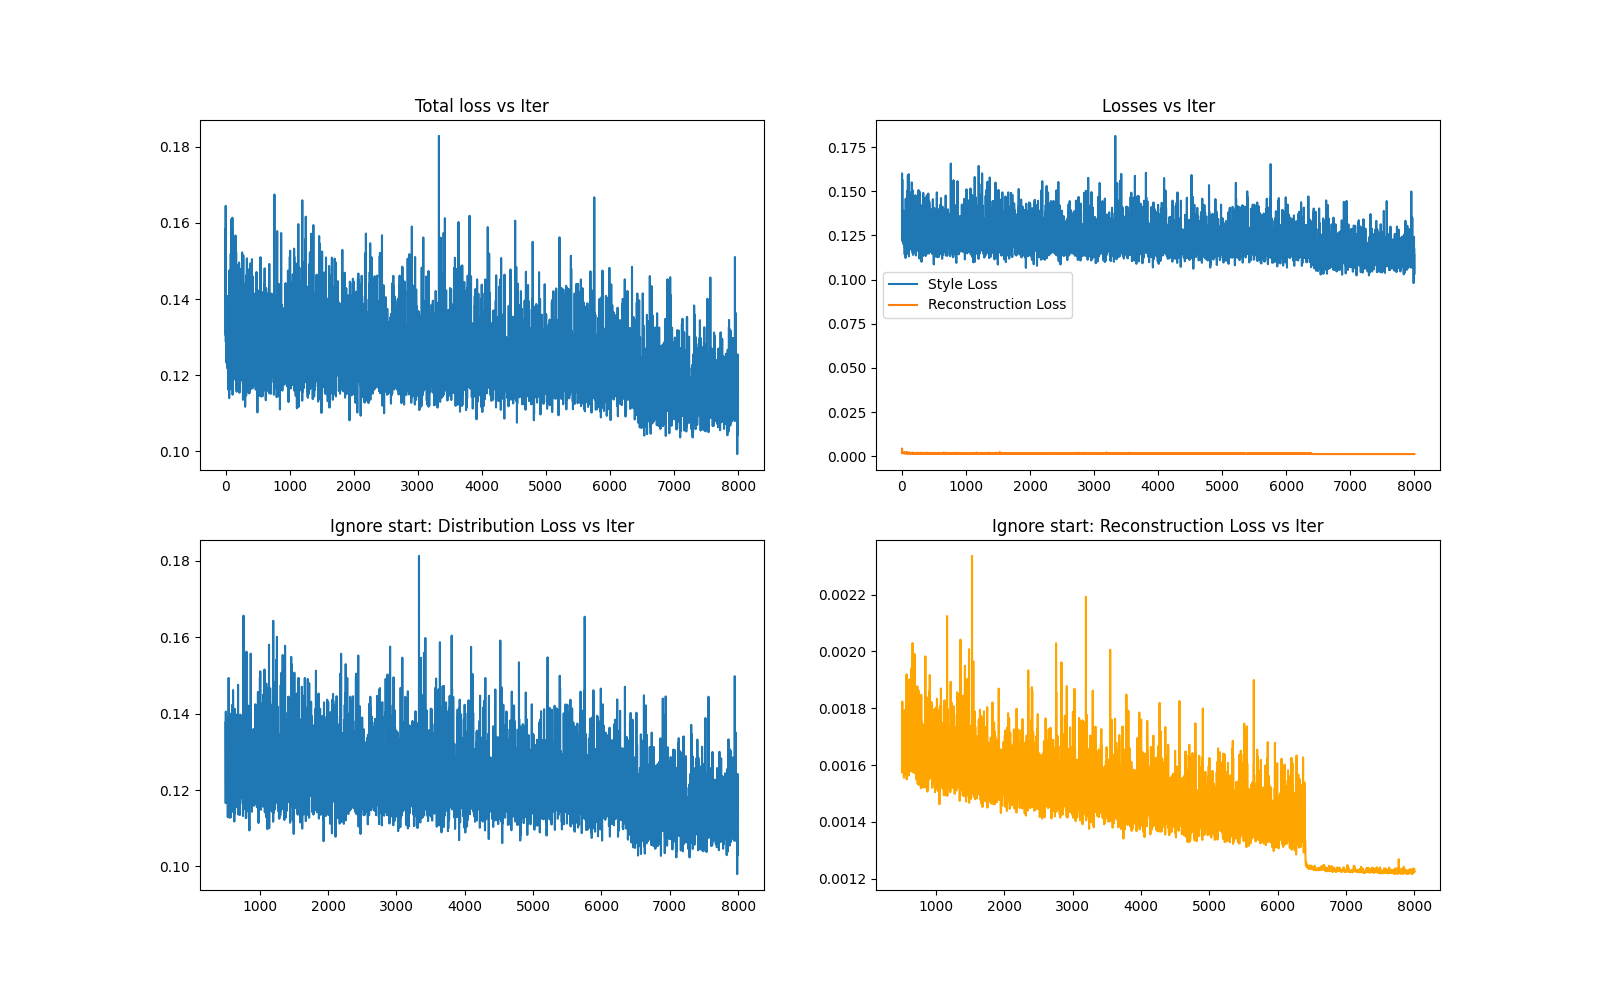 Total loss vs Iter
0.18
0.16
0.14
0.12
0.10
0 1000 2000 3000 4000 5000 6000 7000 8000
Losses vs Iter
0.175
0.150
0.125
0.100
0.075
0.050
0.025
0.000
Style Loss
Reconstruction Loss
0 1000 2000 3000 4000 5000 6000 7000 8000
Ignore start: Distribution Loss vs Iter
0.18
0.16
0.14
0.12
0.10
1000 2000 3000 4000 5000 6000 7000 8000
Ignore start: Reconstruction Loss vs Iter
0.0022
0.0020
0.0018
0.0016
0.0014
0.0012
1000 2000 3000 4000 5000 6000 7000 8000